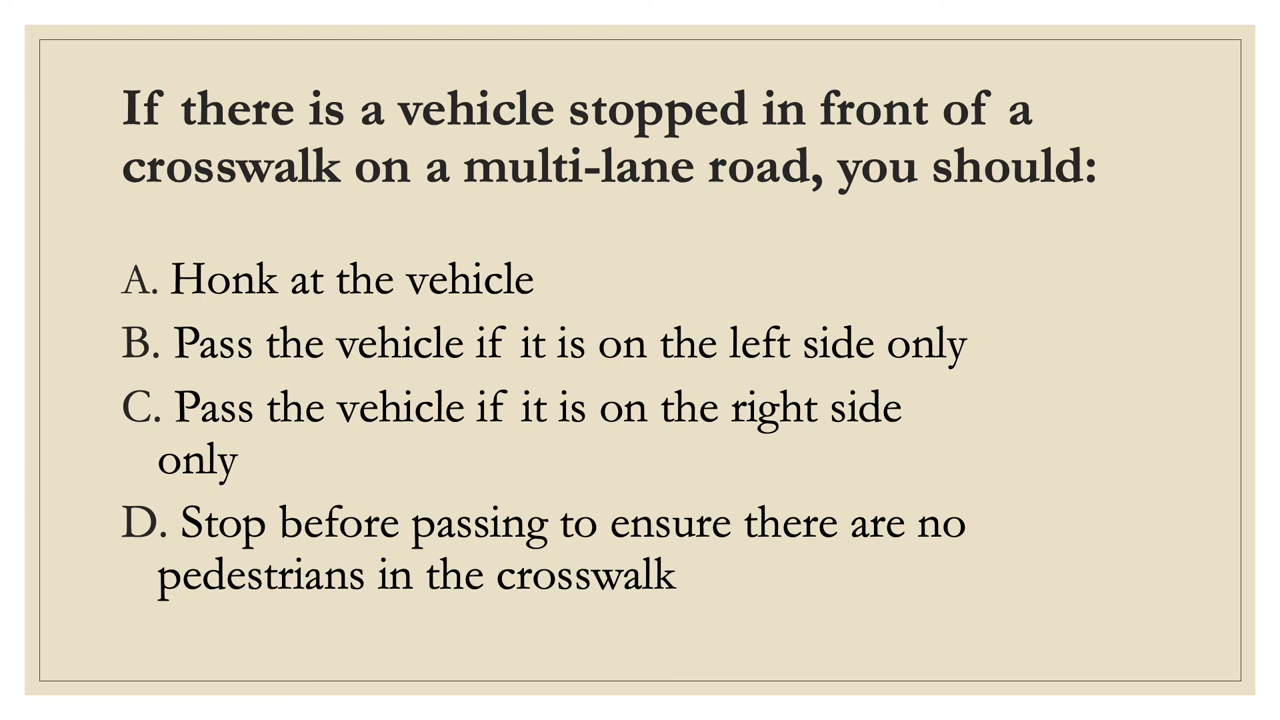 If there is a vehicle stopped in front of a
crosswalk on a multi-lane road, you should:
A. Honk at the vehicle
B. Pass the vehicle if it is on the left side only
C. Pass the vehicle if it is on the right side
only
D. Stop before passing to ensure there are no
pedestrians in the crosswalk